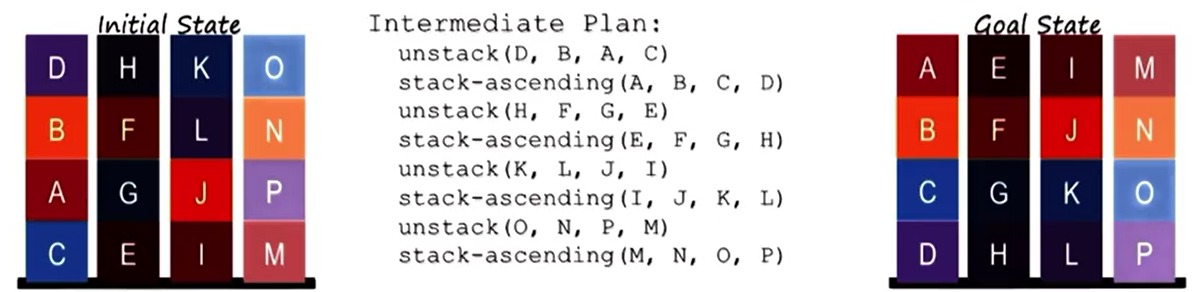 Initial State
D H K O
B F L N
A G J P
C E I M
Intermediate Plan:
unstack(D, B, A, C)
stack-ascending(A, B, C, D)
unstack(H, F, G, E)
stack-ascending(E, F, G, H)
unstack(K, L, J, I)
stack-ascending(I, J, K, L)
unstack(O, N, P, M)
stack-ascending(M, N, O, P)
Goal State
A E I M
B F J N
C G K O
D H L P